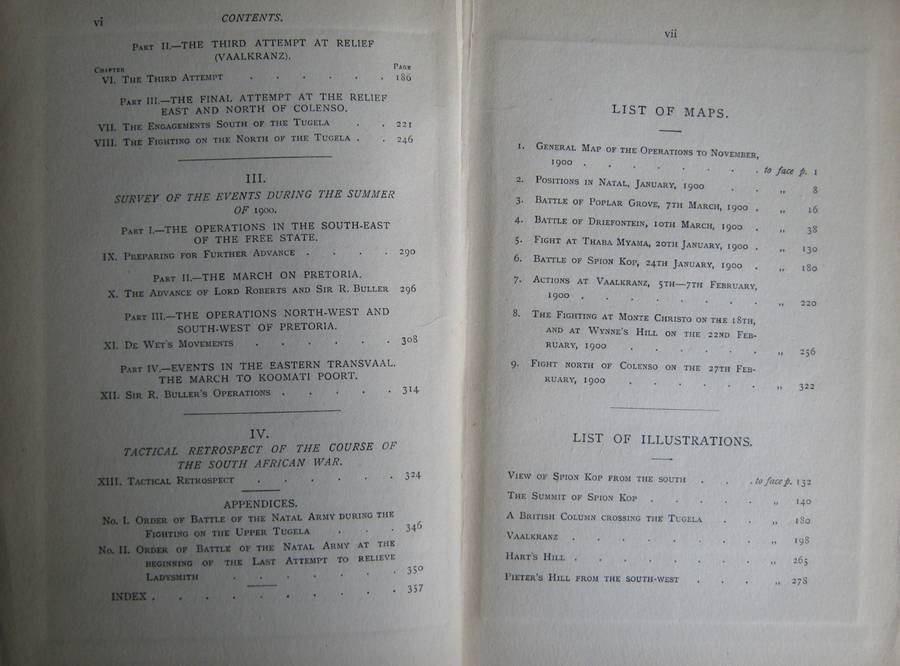 vi
CONTENTS.
PART II.—THE THIRD ATTEMPT AT RELIEF
(VAALKRANZ).
CHAPTER PAGE
VI. THE THIRD ATTEMPT . . . . . . 186
PART III.—THE FINAL ATTEMPT AT THE RELIEF
EAST AND NORTH OF COLENSO.
VII. THE ENGAGEMENTS SOUTH OF THE TUGELA . . 221
VIII. THE FIGHTING ON THE NORTH OF THE TUGELA . . 246
III.
SURVEY OF THE EVENTS DURING THE SUMMER
OF 1900.
PART I.—THE OPERATIONS IN THE SOUTH-EAST
OF THE FREE STATE.
IX. PREPARING FOR FURTHER ADVANCE . . . . 290
PART II.—THE MARCH ON PRETORIA.
X. THE ADVANCE OF LORD ROBERTS AND SIR R. BULLER 296
PART III.—THE OPERATIONS NORTH-WEST AND
SOUTH-WEST OF PRETORIA.
XI. DE WET'S MOVEMENTS . . . . . . 308
PART IV.—EVENTS IN THE EASTERN TRANSVAAL.
THE MARCH TO KOOMATI POORT.
XII. SIR R. BULLER'S OPERATIONS . . . . . 314
IV.
TACTICAL RETROSPECT OF THE COURSE OF
THE SOUTH AFRICAN WAR.
XIII. TACTICAL RETROSPECT . . . . . . 324
APPENDICES.
No. I. ORDER OF BATTLE OF THE NATAL ARMY DURING THE
FIGHTING ON THE UPPER TUGELA . . . 346
No. II. ORDER OF BATTLE OF THE NATAL ARMY AT THE
BEGINNING OF THE LAST ATTEMPT TO RELIEVE
LADYSMITH . . . . . . . 350
INDEX . . . . . . . . . . 357
vii
LIST OF MAPS.
1. GENERAL MAP OF THE OPERATIONS TO NOVEMBER,
1900 . . . . . . . . to face p. 1
2. POSITIONS IN NATAL, JANUARY, 1900 . . „ 8
3. BATTLE OF POPLAR GROVE, 7TH MARCH, 1900 . „ 16
4. BATTLE OF DRIEFONTEIN, 10TH MARCH, 1900 . „ 38
5. FIGHT AT THABA MYAMA, 20TH JANUARY, 1900 . „ 130
6. BATTLE OF SPION KOP, 24TH JANUARY, 1900 . „ 180
7. ACTIONS AT VAALKRANZ, 5TH—7TH FEBRUARY,
1900 . . . . . . . . „ 220
8. THE FIGHTING AT MONTE CHRISTO ON THE 18TH,
AND AT WYNNE'S HILL ON THE 22ND FEB-
RUARY, 1900 . . . . . . „ 256
9. FIGHT NORTH OF COLENSO ON THE 27TH FEB-
RUARY, 1900 . . . . . . „ 322
LIST OF ILLUSTRATIONS.
VIEW OF SPION KOP FROM THE SOUTH . . . to face p. 132
THE SUMMIT OF SPION KOP . . . . . „ 140
A BRITISH COLUMN CROSSING THE TUGELA . . „ 180
VAALKRANZ . . . . . . . . „ 198
HART'S HILL . . . . . . . . „ 265
PIETER'S HILL FROM THE SOUTH-WEST . . . „ 278